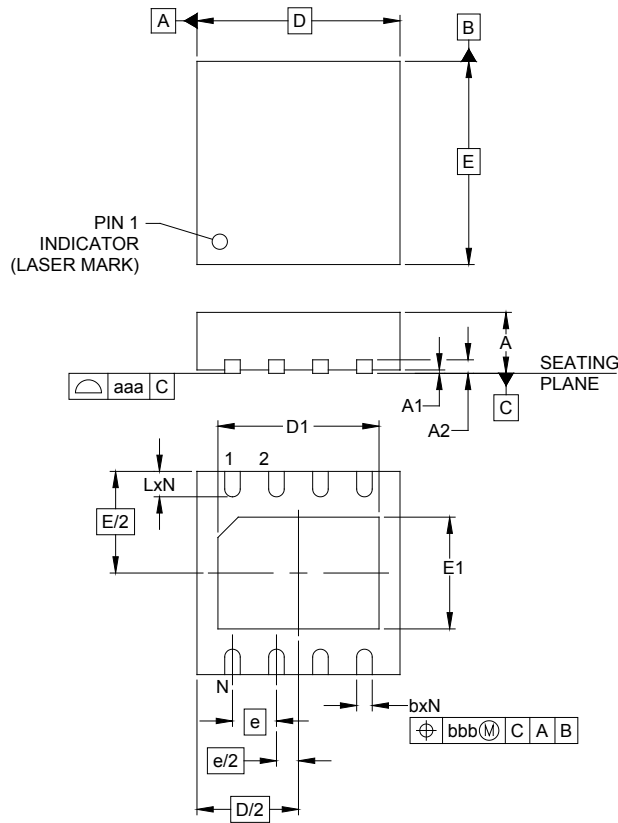 A
D
B
E
PIN 1
INDICATOR
(LASER MARK)
A
SEATING
PLANE
aaa C
A1
C
A2
D1
1 2
LxN
E/2
E1
N
bxN
e
bbbⓂ C A B
e/2
D/2